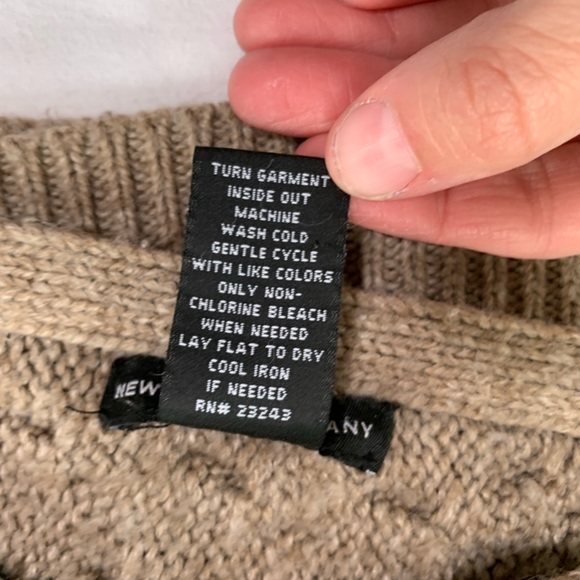 TURN GARMENT
INSIDE OUT
MACHINE
WASH COLD
GENTLE CYCLE
WITH LIKE COLORS
ONLY NON-
CHLORINE BLEACH
WHEN NEEDED
LAY FLAT TO DRY
COOL IRON
IF NEEDED
RN# 23243
NEW ANY